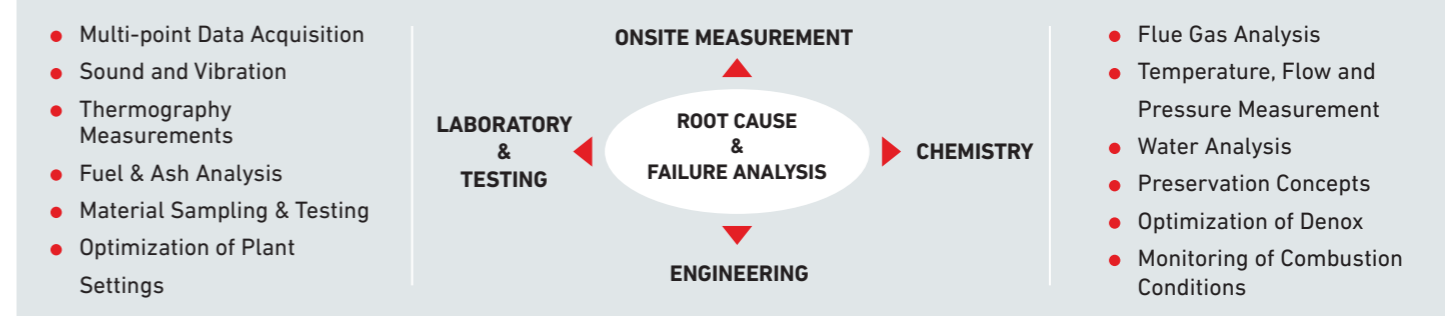 Multi-point Data Acquisition
Sound and Vibration
Thermography
Measurements
Fuel & Ash Analysis
Material Sampling & Testing
Optimization of Plant
Settings
ONSITE MEASUREMENT
LABORATORY
&
TESTING
ROOT CAUSE
&
FAILURE ANALYSIS
CHEMISTRY
ENGINEERING
Flue Gas Analysis
Temperature, Flow and
Pressure Measurement
Water Analysis
Preservation Concepts
Optimization of Denox
Monitoring of Combustion
Conditions